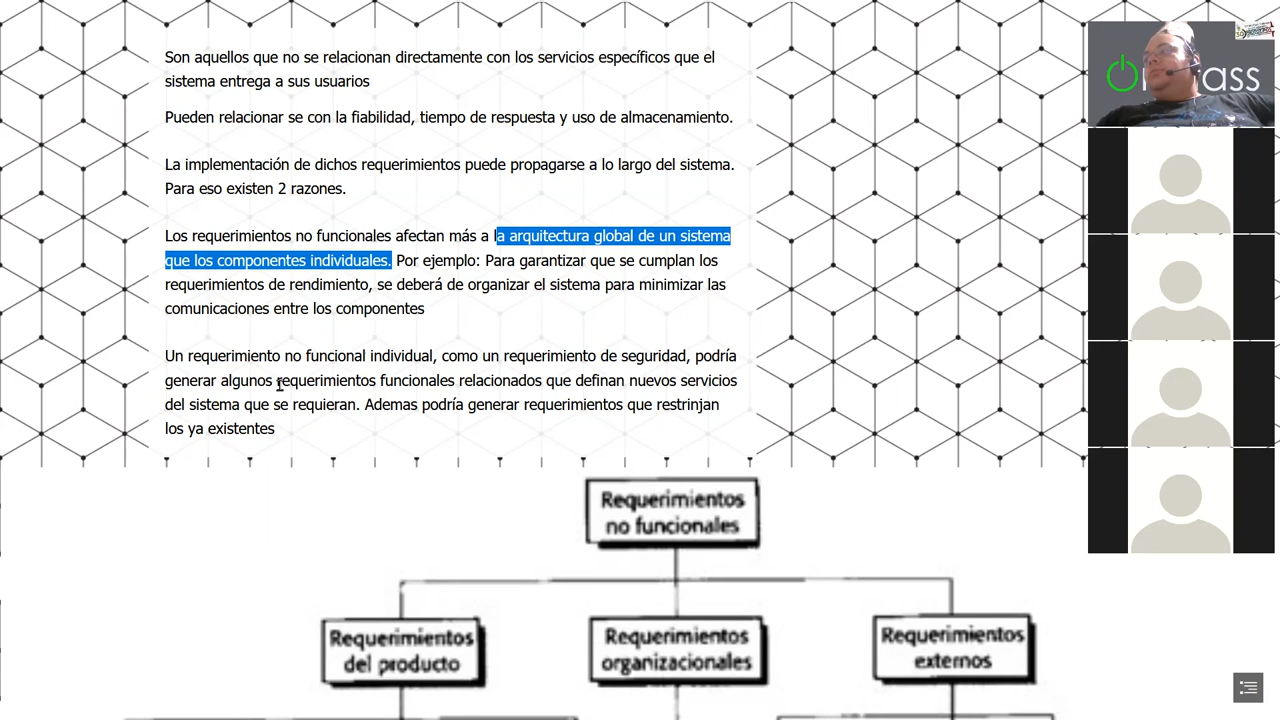 Son aquellos que no se relacionan directamente con los servicios específicos que el
sistema entrega a sus usuarios
Pueden relacionar se con la fiabilidad, tiempo de respuesta y uso de almacenamiento.
La implementación de dichos requerimientos puede propagarse a lo largo del sistema.
Para eso existen 2 razones.
Los requerimientos no funcionales afectan más a la arquitectura global de un sistema
que los componentes individuales. Por ejemplo: Para garantizar que se cumplan los
requerimientos de rendimiento, se deberá de organizar el sistema para minimizar las
comunicaciones entre los componentes
Un requerimiento no funcional individual, como un requerimiento de seguridad, podría
generar algunos requerimientos funcionales relacionados que definan nuevos servicios
del sistema que se requieran. Ademas podría generar requerimientos que restrinjan
los ya existentes
Requerimientos
no funcionales
Requerimientos
del producto
Requerimientos
organizacionales
Requerimientos
externos